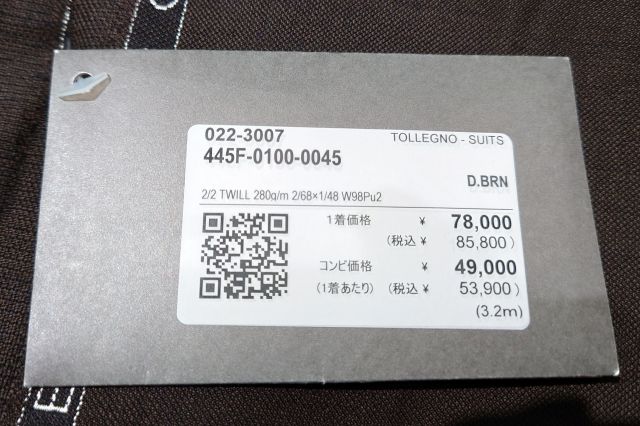 022-3007 TOLLEGNO - SUITS
445F-0100-0045
D.BRN
2/2 TWILL 280g/m 2/68×1/48 W98Pu2
1着価格 ¥ 78,000
(税込 ¥ 85,800)
コンビ価格 ¥ 49,000
(1着あたり) (税込 ¥ 53,900)
(3.2m)